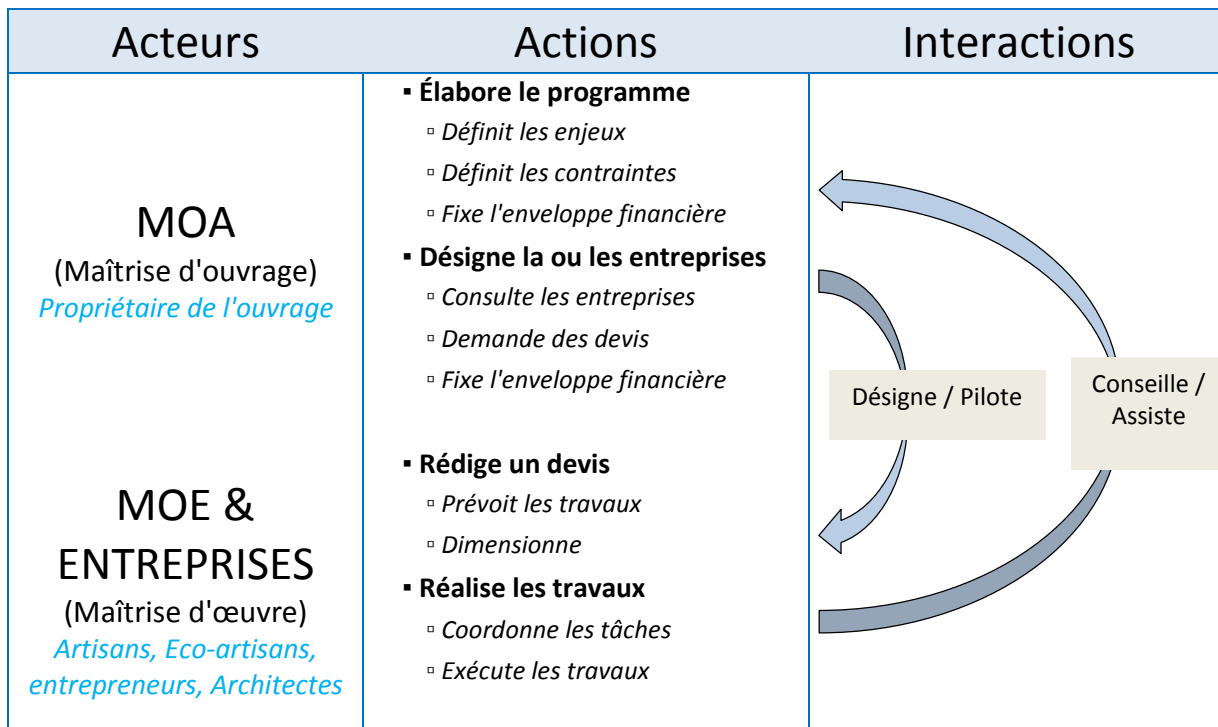 Acteurs
Actions
Interactions
MOA
(Maîtrise d'ouvrage)
Propriétaire de l'ouvrage
▪ Élabore le programme
▫ Définit les enjeux
▫ Définit les contraintes
▫ Fixe l'enveloppe financière
▪ Désigne la ou les entreprises
▫ Consulte les entreprises
▫ Demande des devis
▫ Fixe l'enveloppe financière
Désigne / Pilote
Conseille /
Assiste
MOE &
ENTREPRISES
(Maîtrise d'œuvre)
Artisans, Eco-artisans,
entrepreneurs, Architectes
▪ Rédige un devis
▫ Prévoit les travaux
▫ Dimensionne
▪ Réalise les travaux
▫ Coordonne les tâches
▫ Exécute les travaux